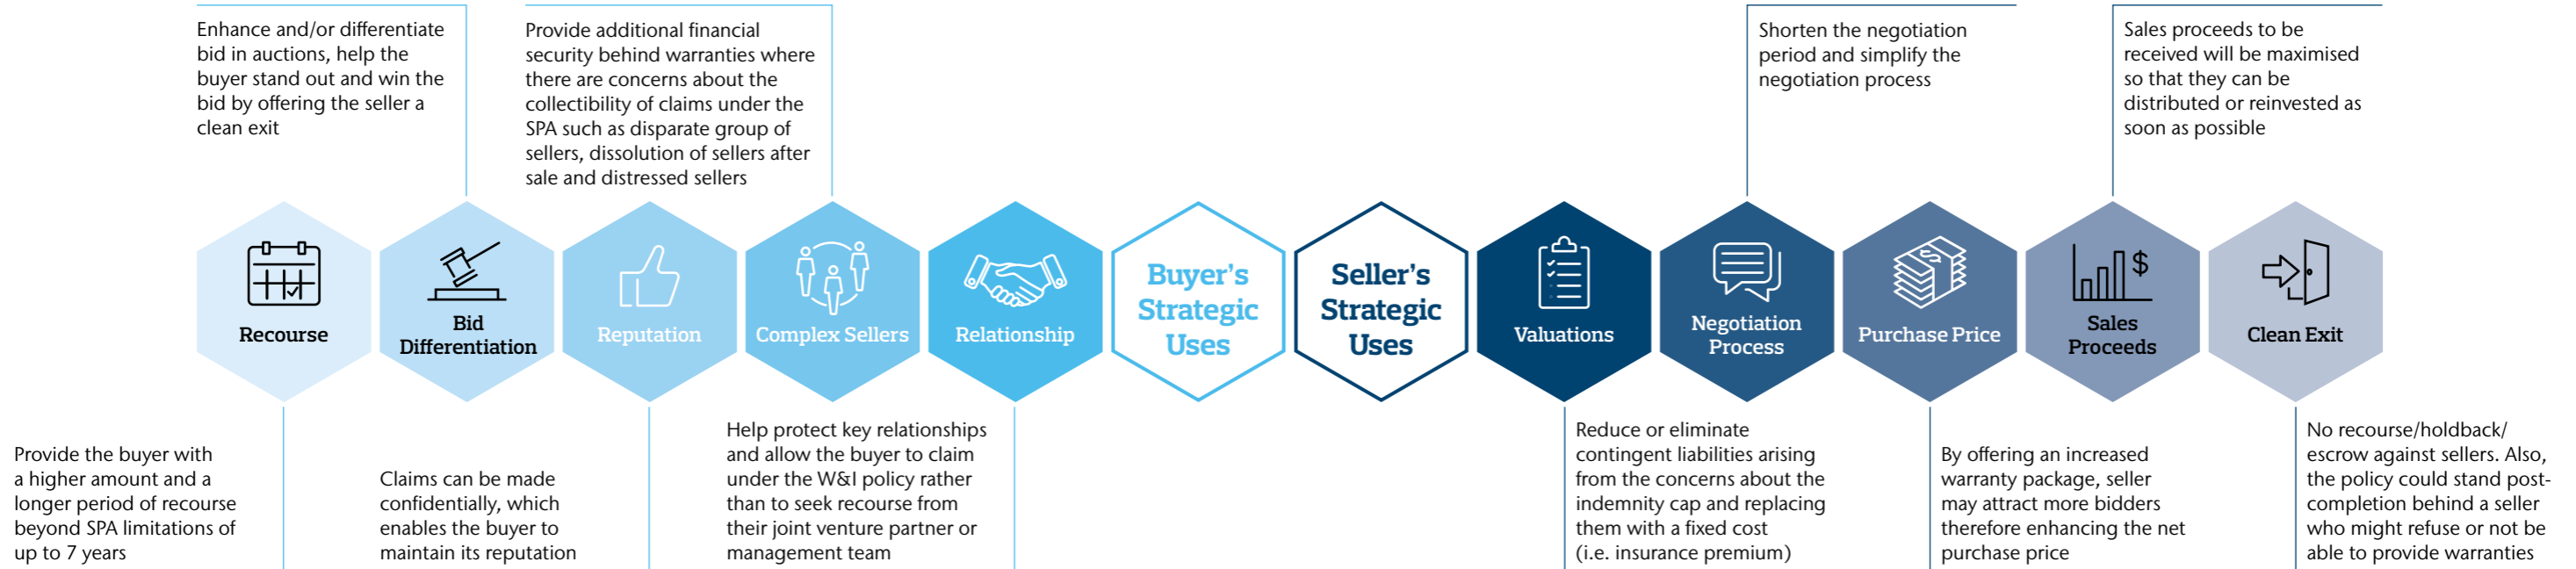 Enhance and/or differentiate
bid in auctions, help the
buyer stand out and win the
bid by offering the seller a
clean exit
Provide additional financial
security behind warranties where
there are concerns about the
collectibility of claims under the
SPA such as disparate group of
sellers, dissolution of sellers after
sale and distressed sellers
Shorten the negotiation
period and simplify the
negotiation process
Sales proceeds to be
received will be maximised
so that they can be
distributed or reinvested as
soon as possible
Recourse
Bid
Differentiation
Reputation
Complex Sellers
Relationship
Buyer's
Strategic
Uses
Seller's
Strategic
Uses
Valuations
Negotiation
Process
Purchase Price
$
Sales
Proceeds
Clean Exit
Provide the buyer with
a higher amount and a
longer period of recourse
beyond SPA limitations of
up to 7 years
Claims can be made
confidentially, which
enables the buyer to
maintain its reputation
Help protect key relationships
and allow the buyer to claim
under the W&I policy rather
than to seek recourse from
their joint venture partner or
management team
Reduce or eliminate
contingent liabilities arising
from the concerns about the
indemnity cap and replacing
them with a fixed cost
(i.e. insurance premium)
By offering an increased
warranty package, seller
may attract more bidders
therefore enhancing the net
purchase price
No recourse/holdback/
escrow against sellers. Also,
the policy could stand post-
completion behind a seller
who might refuse or not be
able to provide warranties